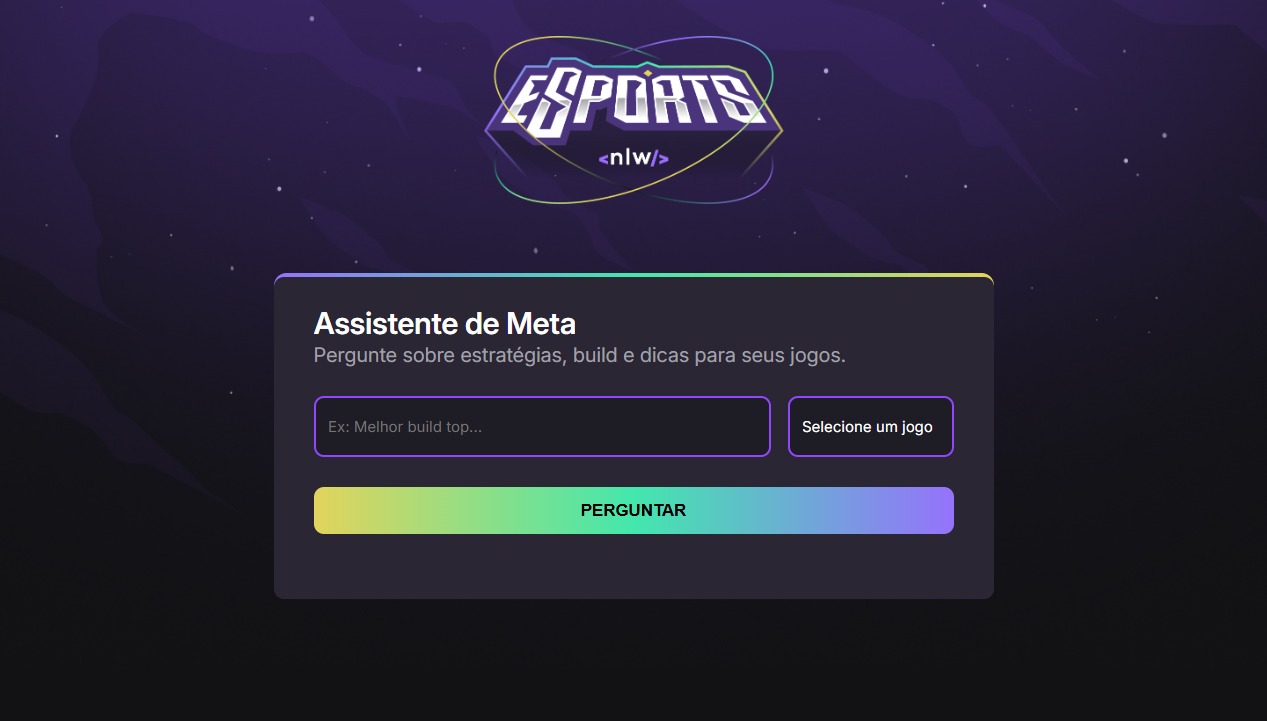 ESPORTS
<nlw/>
Assistente de Meta
Pergunte sobre estratégias, build e dicas para seus jogos.
Ex: Melhor build top...
Selecione um jogo
PERGUNTAR